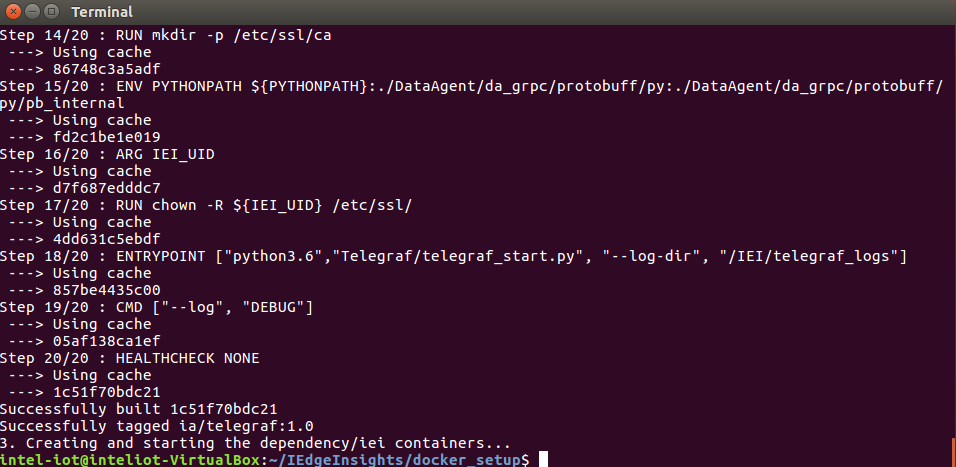 Terminal
Step 14/20 : RUN mkdir -p /etc/ssl/ca
 ---> Using cache
 ---> 86748c3a5adf
Step 15/20 : ENV PYTHONPATH ${PYTHONPATH}:./DataAgent/da_grpc/protobuff/py:./DataAgent/da_grpc/protobuff/
py/pb_internal
 ---> Using cache
 ---> fd2c1be1e019
Step 16/20 : ARG IEI_UID
 ---> Using cache
 ---> d7f687edddc7
Step 17/20 : RUN chown -R ${IEI_UID} /etc/ssl/
 ---> Using cache
 ---> 4dd631c5ebdf
Step 18/20 : ENTRYPOINT ["python3.6","Telegraf/telegraf_start.py", "--log-dir", "/IEI/telegraf_logs"]
 ---> Using cache
 ---> 857be4435c00
Step 19/20 : CMD ["--log", "DEBUG"]
 ---> Using cache
 ---> 05af138ca1ef
Step 20/20 : HEALTHCHECK NONE
 ---> Using cache
 ---> 1c51f70bdc21
Successfully built 1c51f70bdc21
Successfully tagged ia/telegraf:1.0
3. Creating and starting the dependency/iei containers...
intel-iot@inteliot-VirtualBox:~/IEdgeInsights/docker_setup$